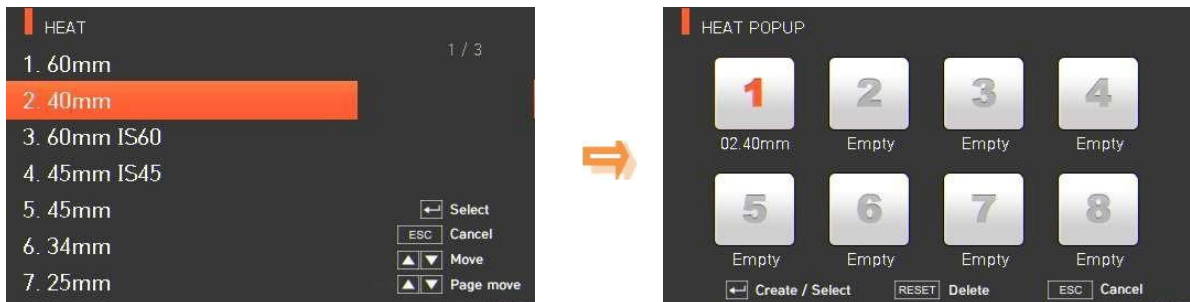 HEAT
1 / 3
1. 60mm
2. 40mm
3. 60mm IS60
4. 45mm IS45
5. 45mm
6. 34mm
7. 25mm
Select
ESC Cancel
Move
Page move
HEAT POPUP
1 2 3 4
02.40mm Empty Empty Empty
5 6 7 8
Empty Empty Empty Empty
Create / Select RESET Delete ESC Cancel